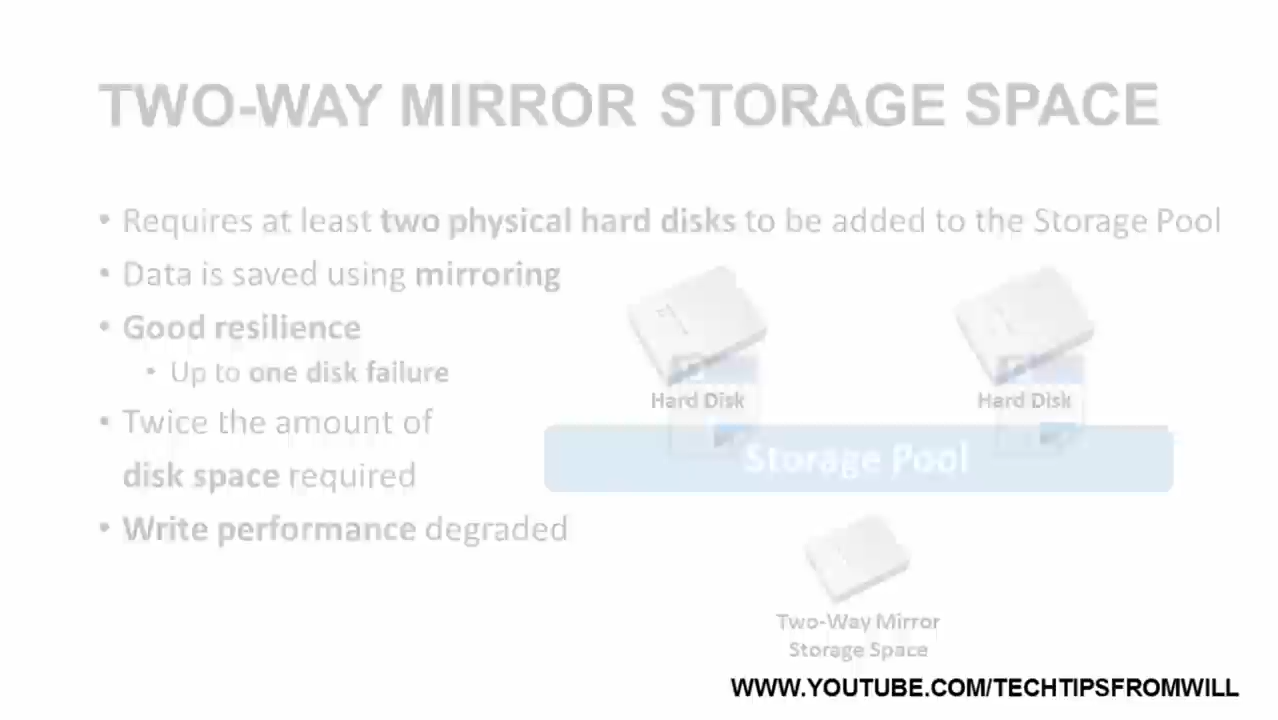 TWO-WAY MIRROR STORAGE SPACE
• Requires at least two physical hard disks to be added to the Storage Pool
• Data is saved using mirroring
• Good resilience
• Up to one disk failure
• Twice the amount of
disk space required
• Write performance degraded
Hard Disk
Hard Disk
Storage Pool
Two-Way Mirror
Storage Space
WWW.YOUTUBE.COM/TECHTIPSFROMWILL